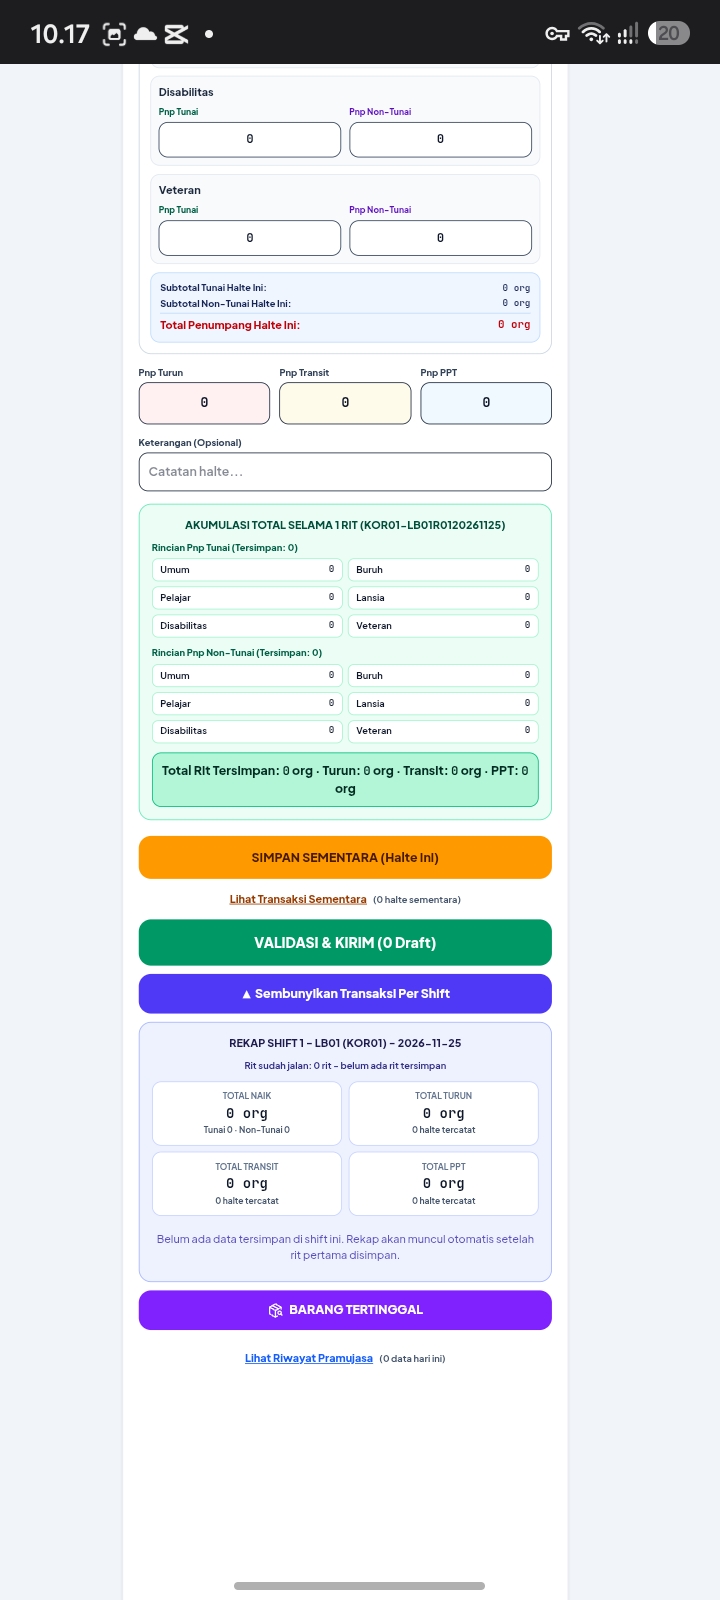 10.17
20
Disabilitas
Pnp Tunai
Pnp Non-Tunai
0
0
Veteran
Pnp Tunai
Pnp Non-Tunai
0
0
Subtotal Tunai Halte Ini: 0 org
Subtotal Non-Tunai Halte Ini: 0 org
Total Penumpang Halte Ini: 0 org
Pnp Turun
Pnp Transit
Pnp PPT
0
0
0
Keterangan (Opsional)
Catatan halte...
AKUMULASI TOTAL SELAMA 1 RIT (KOR01-LB01R0120261125)
Rincian Pnp Tunai (Tersimpan: 0)
Umum 0
Buruh 0
Pelajar 0
Lansia 0
Disabilitas 0
Veteran 0
Rincian Pnp Non-Tunai (Tersimpan: 0)
Umum 0
Buruh 0
Pelajar 0
Lansia 0
Disabilitas 0
Veteran 0
Total Rit Tersimpan: 0 org · Turun: 0 org · Transit: 0 org · PPT: 0
org
SIMPAN SEMENTARA (Halte Ini)
Lihat Transaksi Sementara (0 halte sementara)
VALIDASI & KIRIM (0 Draft)
▲ Sembunyikan Transaksi Per Shift
REKAP SHIFT 1 - LB01 (KOR01) - 2026-11-25
Rit sudah jalan: 0 rit - belum ada rit tersimpan
TOTAL NAIK
0 org
Tunai 0 · Non-Tunai 0
TOTAL TURUN
0 org
0 halte tercatat
TOTAL TRANSIT
0 org
0 halte tercatat
TOTAL PPT
0 org
0 halte tercatat
Belum ada data tersimpan di shift ini. Rekap akan muncul otomatis setelah
rit pertama disimpan.
BARANG TERTINGGAL
Lihat Riwayat Pramujasa (0 data hari ini)